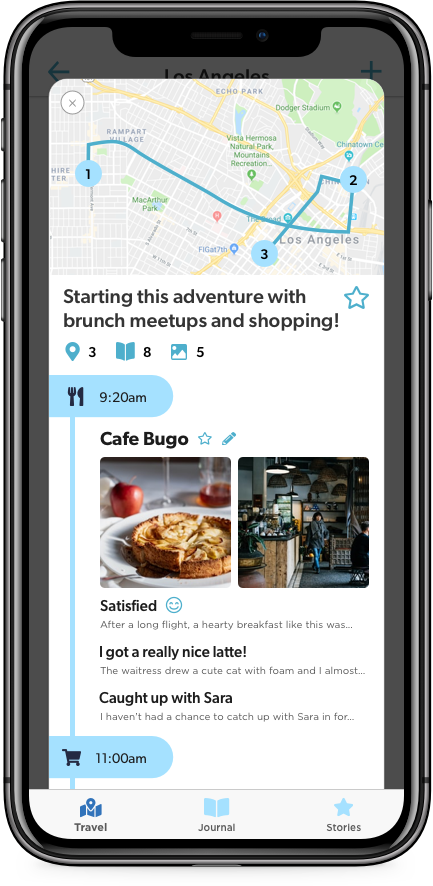 Los Angeles
ECHO PARK
Dodger Stadium
RAMPART
VILLAGE
Vista Hermosa
Natural Park,
Mountains
Recreation...
Chinatown Ce
HIRE
TER
1
2
MacArthur
Park
The Broad
FIGat7th
3
Los Angeles
Starting this adventure with
brunch meetups and shopping!
3 8 5
9:20am
Cafe Bugo
Satisfied
After a long flight, a hearty breakfast like this was...
I got a really nice latte!
The waitress drew a cute cat with foam and I almost...
Caught up with Sara
I haven't had a chance to catch up with Sara in for...
11:00am
Travel Journal Stories